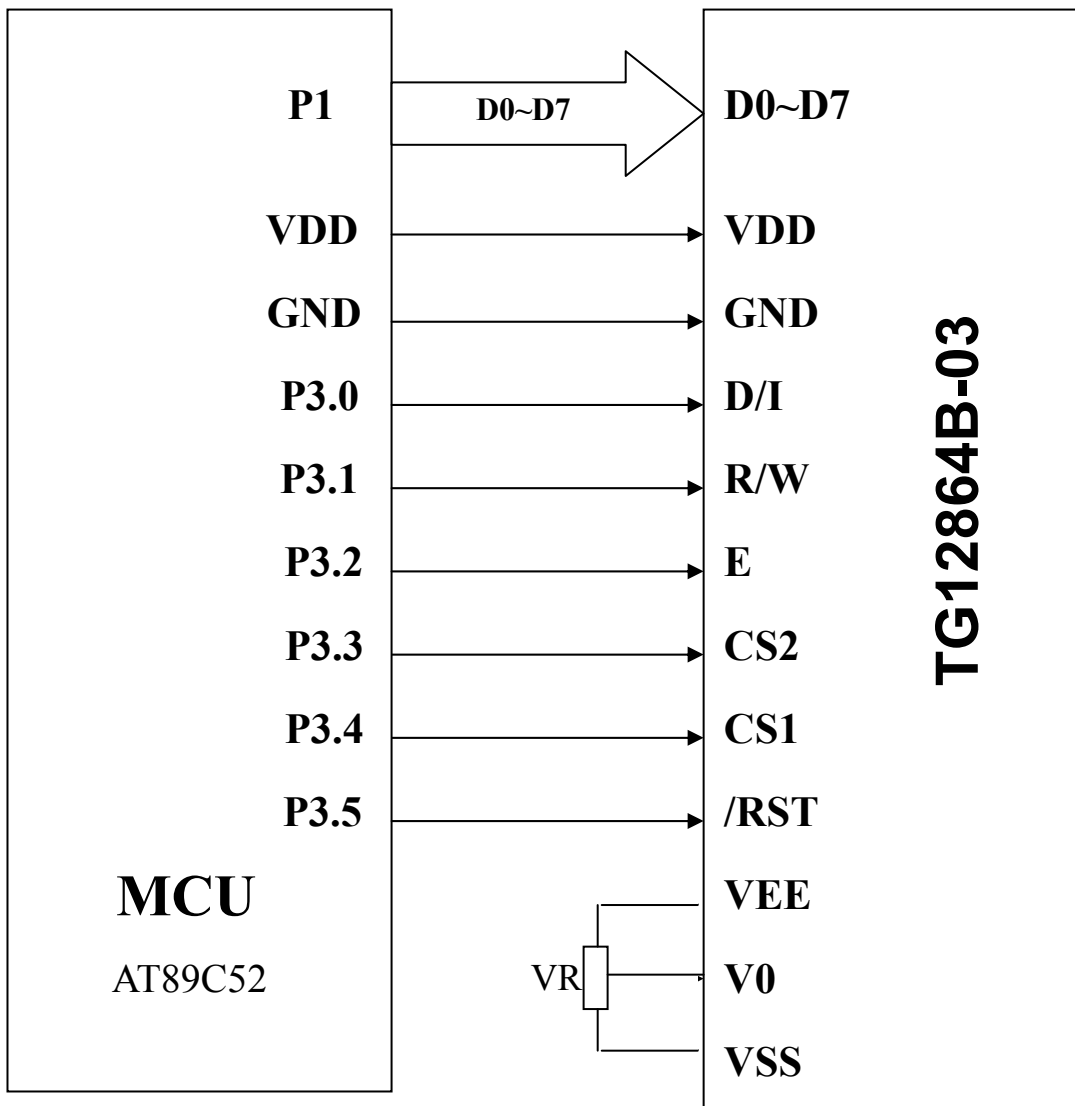 P1 D0~D7 D0~D7
VDD VDD
GND GND
P3.0 D/I
P3.1 R/W
P3.2 E
P3.3 CS2
P3.4 CS1
P3.5 /RST
TG12864B-03
MCU
AT89C52
VEE
VR V0
VSS